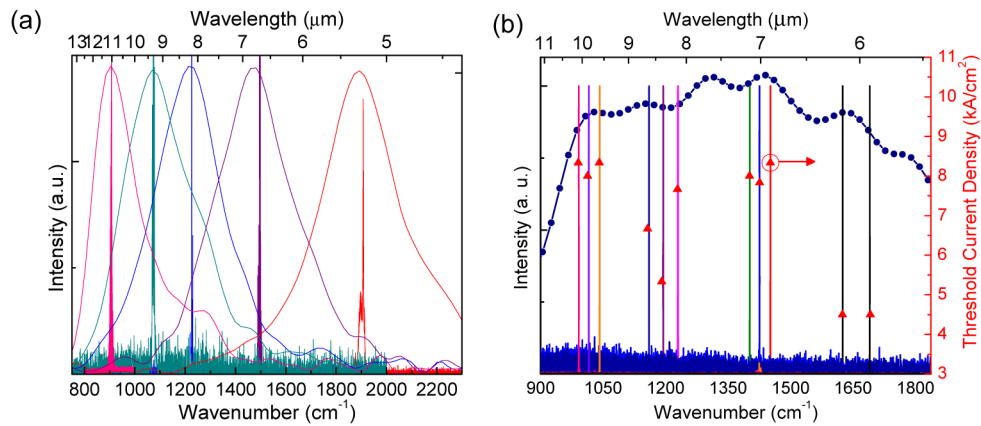 (a)
Wavelength (μm)
13 12 11 10 9 8 7 6 5
Intensity (a. u.)
800 1000 1200 1400 1600 1800 2000 2200
Wavenumber (cm-1)
(b)
Wavelength (μm)
11 10 9 8 7 6
Intensity (a. u.)
11
10
9
8
7
6
5
4
3
Threshold Current Density (kA/cm2)
900 1050 1200 1350 1500 1650 1800
Wavenumber (cm-1)